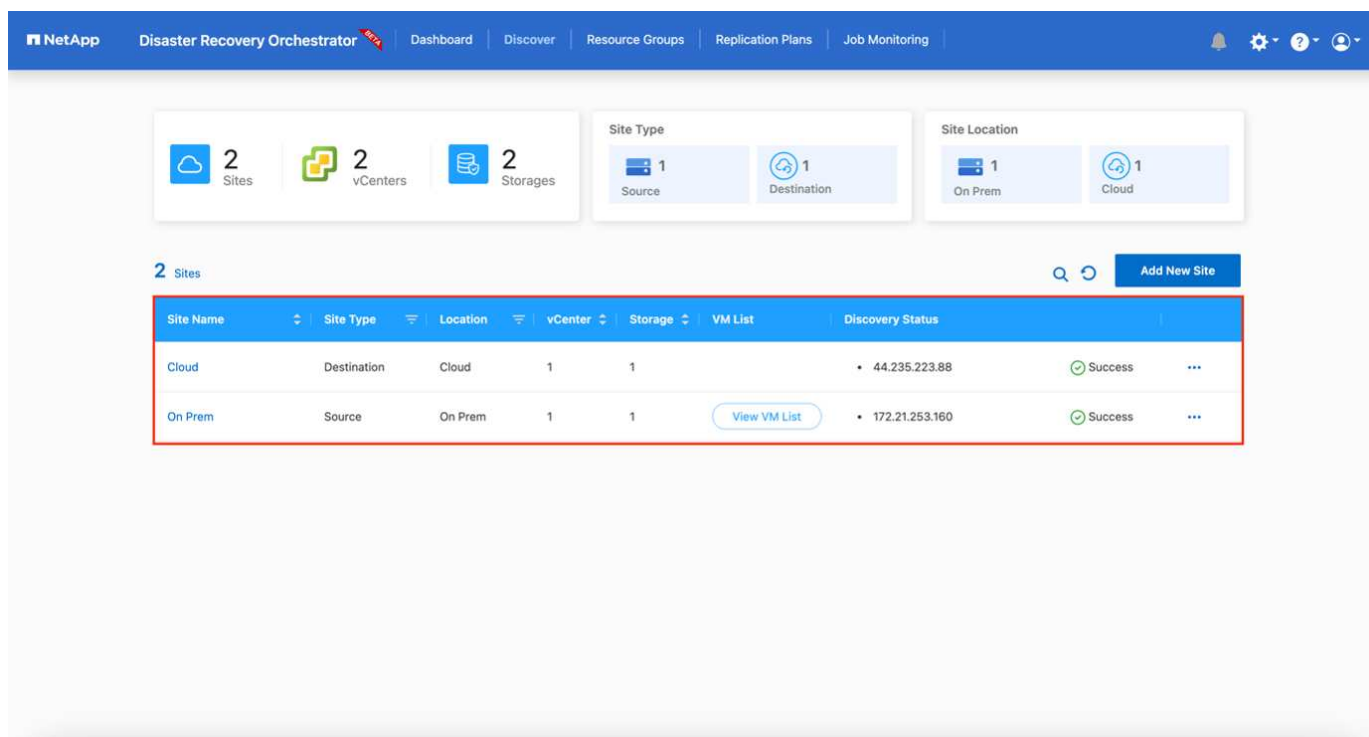 NetApp Disaster Recovery Orchestrator BETA Dashboard Discover Resource Groups Replication Plans Job Monitoring
2 Sites
2 vCenters
2 Storages
Site Type
1 Source
1 Destination
Site Location
1 On Prem
1 Cloud
2 Sites Add New Site
Site Name Site Type Location vCenter Storage VM List Discovery Status
Cloud Destination Cloud 1 1 • 44.235.223.88 Success
On Prem Source On Prem 1 1 View VM List • 172.21.253.160 Success